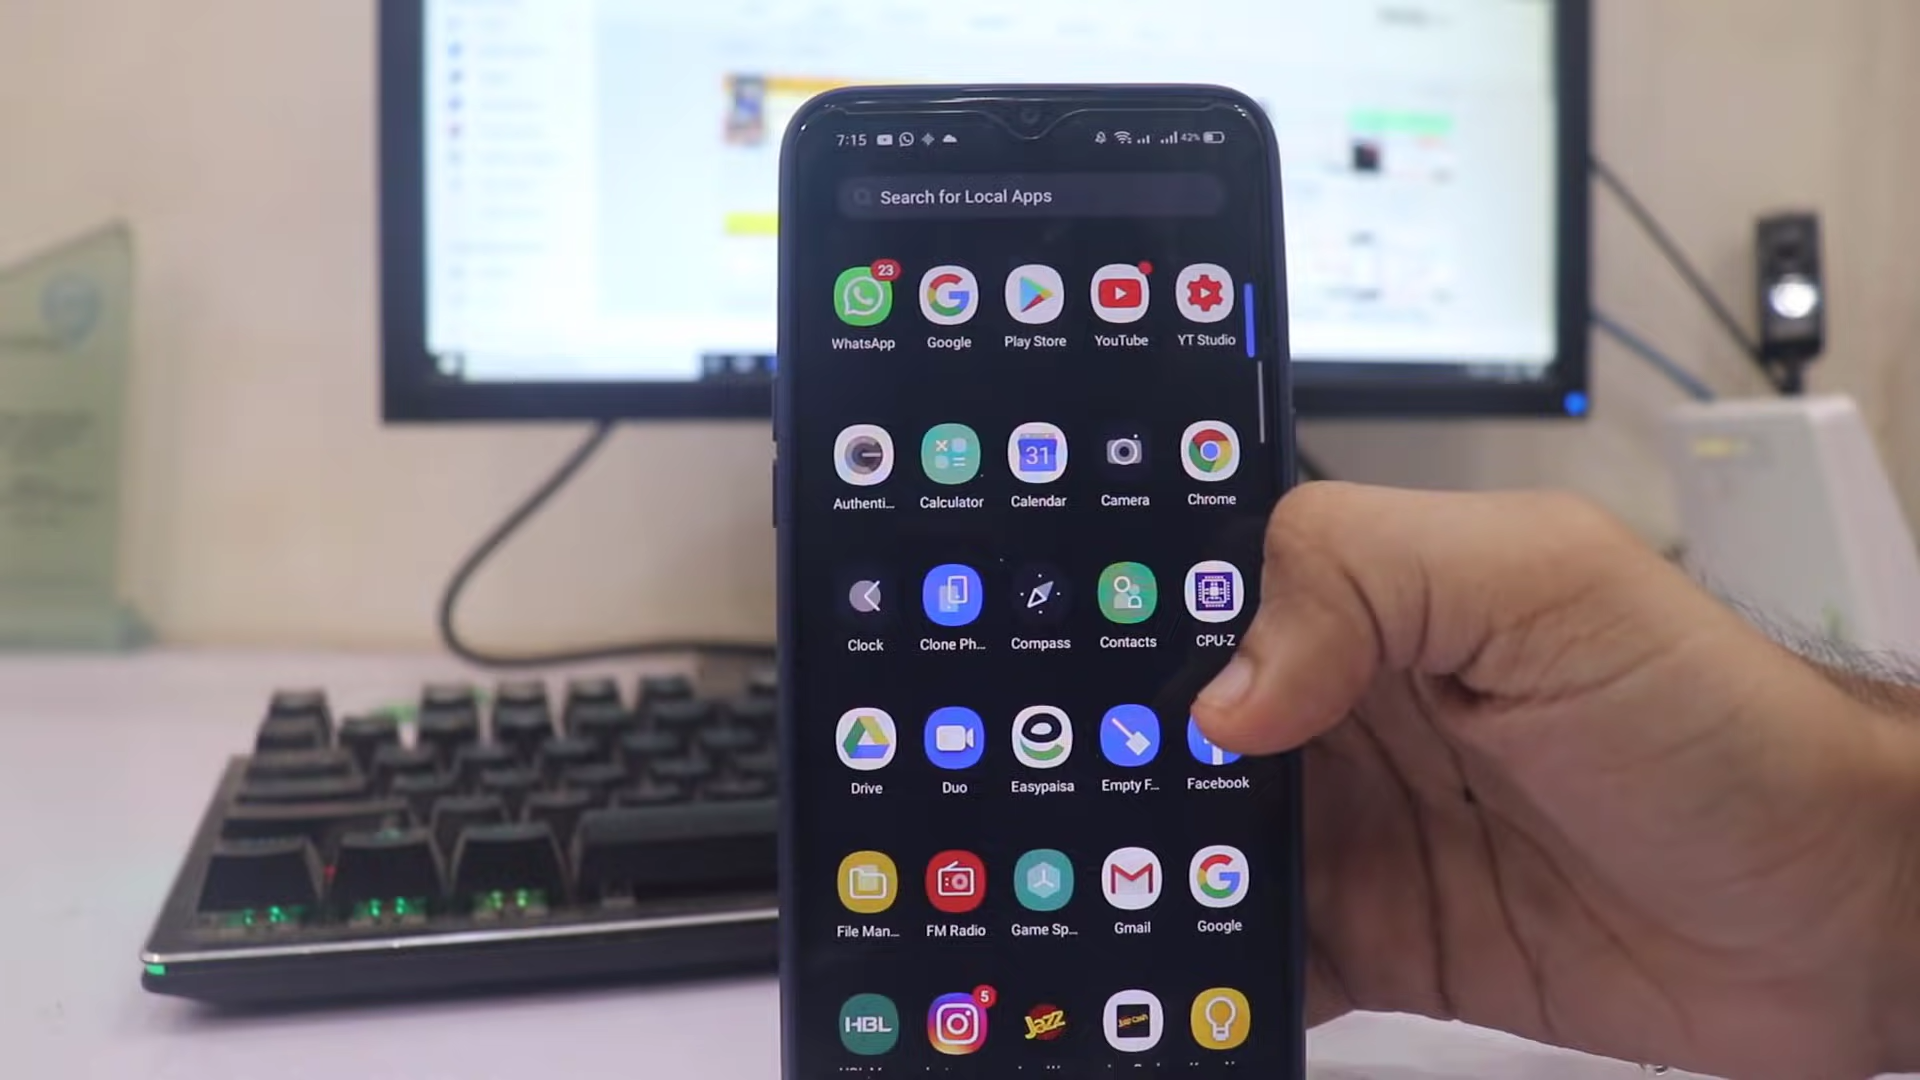 7:15 42%
Search for Local Apps
23
WhatsApp Google Play Store YouTube YT Studio
31
Authenti... Calculator Calendar Camera Chrome
Clock Clone Ph... Compass Contacts CPU-Z
Drive Duo Easypaisa Empty F... Facebook
File Man... FM Radio Game Sp... Gmail Google
5
HBL Jazz